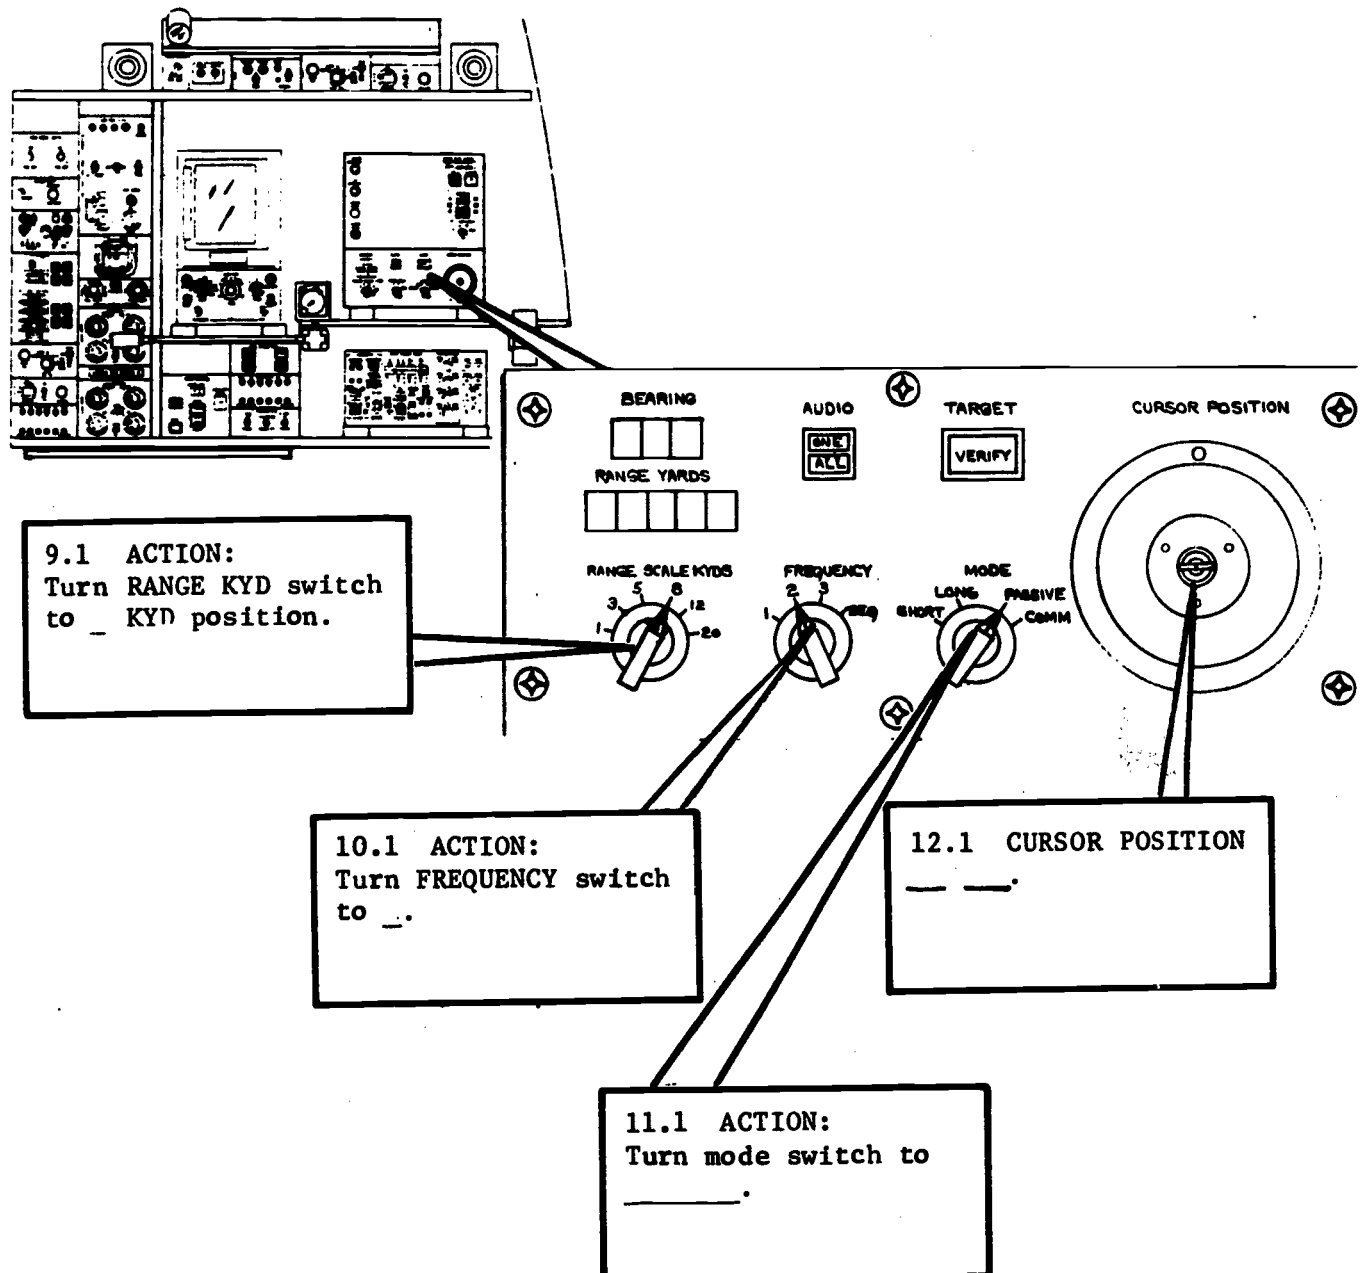 BEARING
AUDIO
TARGET
CURSOR POSITION
ONE
ALL
VERIFY
RANGE YARDS
RANGE SCALE KYDS
1 3 5 8 12 20
FREQUENCY
1 2 3 SEQ
MODE
SHORT LONG PASSIVE COMM
9.1 ACTION:
Turn RANGE KYD switch
to _ KYD position.
10.1 ACTION:
Turn FREQUENCY switch
to _.
12.1 CURSOR POSITION
__ ___.
11.1 ACTION:
Turn mode switch to
_______.